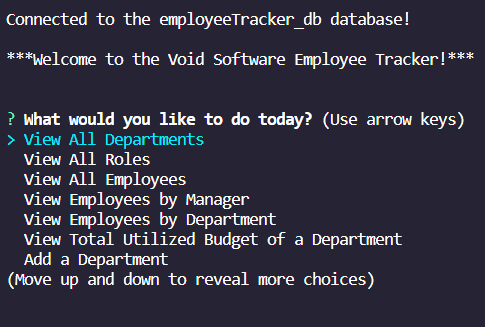 Connected to the employeeTracker_db database!
***Welcome to the Void Software Employee Tracker!***
? What would you like to do today? (Use arrow keys)
> View All Departments
View All Roles
View All Employees
View Employees by Manager
View Employees by Department
View Total Utilized Budget of a Department
Add a Department
(Move up and down to reveal more choices)